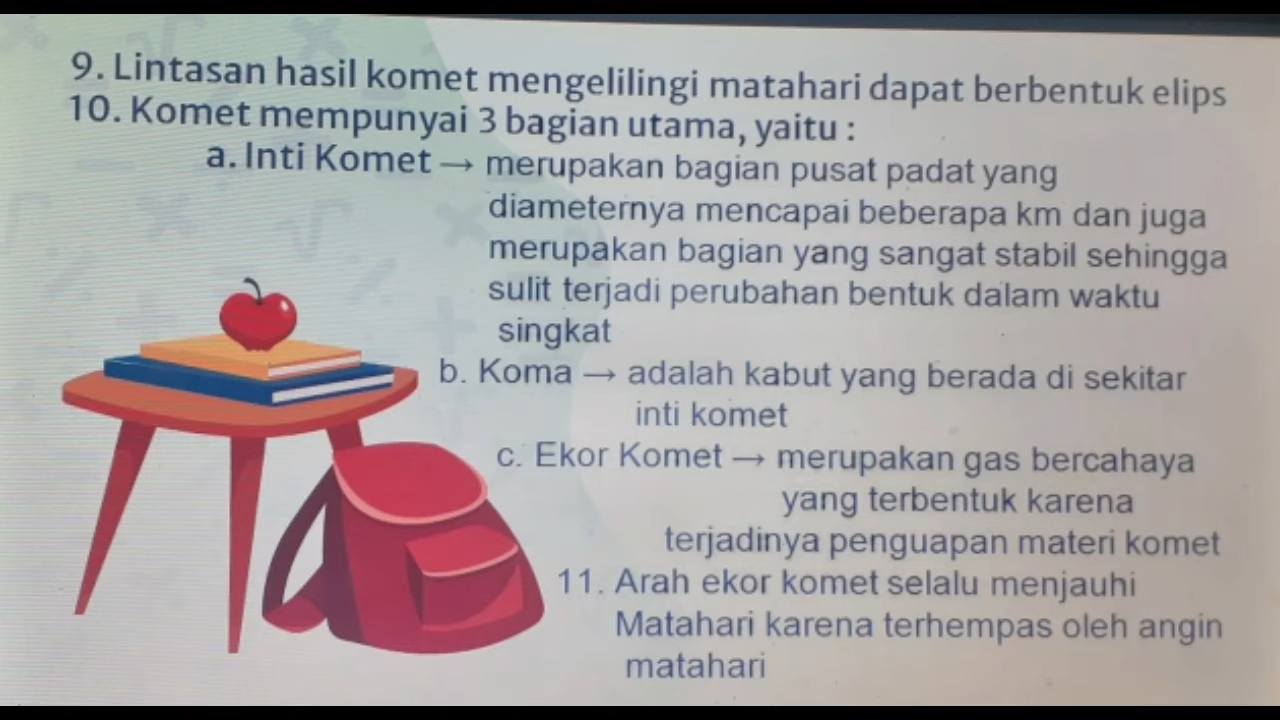 9. Lintasan hasil komet mengelilingi matahari dapat berbentuk elips
10. Komet mempunyai 3 bagian utama, yaitu :
a. Inti Komet → merupakan bagian pusat padat yang
diameternya mencapai beberapa km dan juga
merupakan bagian yang sangat stabil sehingga
sulit terjadi perubahan bentuk dalam waktu
singkat
b. Koma → adalah kabut yang berada di sekitar
inti komet
c. Ekor Komet → merupakan gas bercahaya
yang terbentuk karena
terjadinya penguapan materi komet
11. Arah ekor komet selalu menjauhi
Matahari karena terhempas oleh angin
matahari